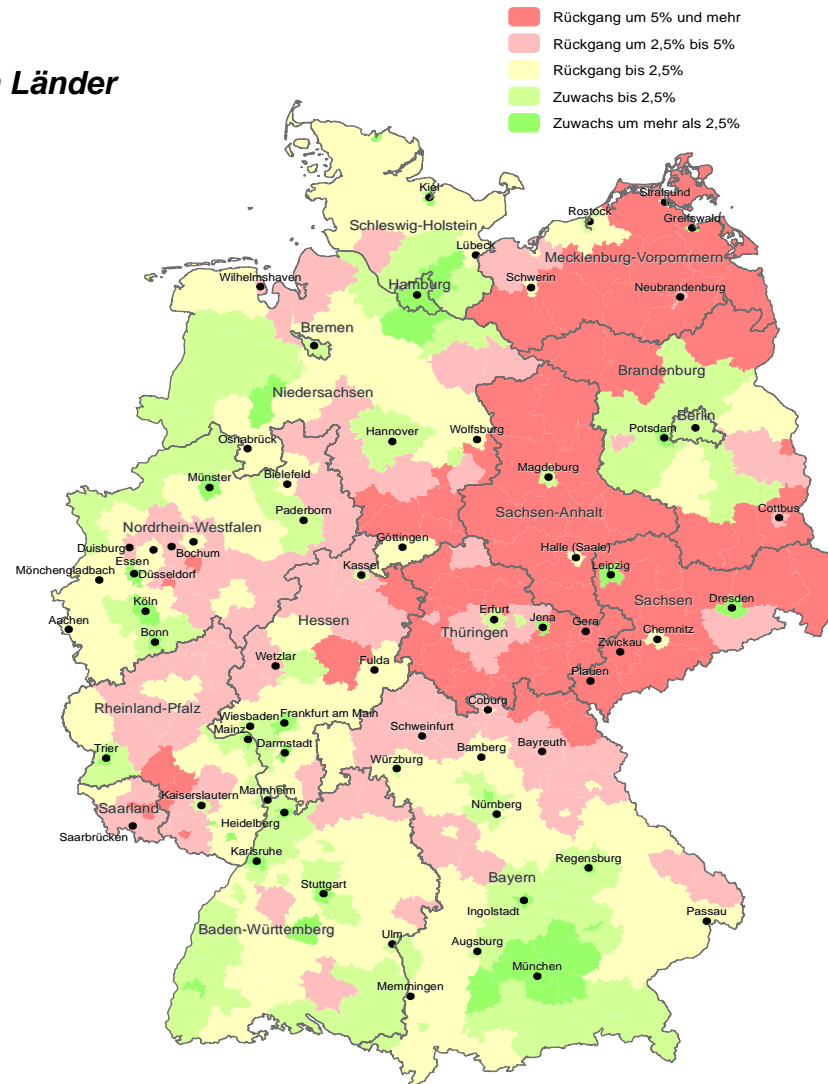 Rückgang um 5% und mehr
Rückgang um 2,5% bis 5%
Rückgang bis 2,5%
Zuwachs bis 2,5%
Zuwachs um mehr als 2,5%
Länder
Kiel
Schleswig-Holstein
Lübeck
Rostock
Stralsund
Greifswald
Mecklenburg-Vorpommern
Schwerin
Neubrandenburg
Wilhelmshaven
Hamburg
Bremen
Niedersachsen
Brandenburg
Berlin
Potsdam
Osnabrück
Hannover
Wolfsburg
Magdeburg
Sachsen-Anhalt
Cottbus
Münster
Bielefeld
Paderborn
Nordrhein-Westfalen
Duisburg
Bochum
Essen
Düsseldorf
Mönchengladbach
Göttingen
Halle (Saale)
Leipzig
Kassel
Köln
Bonn
Aachen
Hessen
Thüringen
Erfurt
Jena
Gera
Sachsen
Dresden
Chemnitz
Zwickau
Plauen
Wetzlar
Fulda
Rheinland-Pfalz
Wiesbaden
Frankfurt am Main
Mainz
Darmstadt
Trier
Coburg
Schweinfurt
Bamberg
Bayreuth
Würzburg
Kaiserslautern
Mannheim
Heidelberg
Saarland
Saarbrücken
Nürnberg
Karlsruhe
Stuttgart
Regensburg
Bayern
Ingolstadt
Passau
Baden-Württemberg
Ulm
Augsburg
München
Memmingen